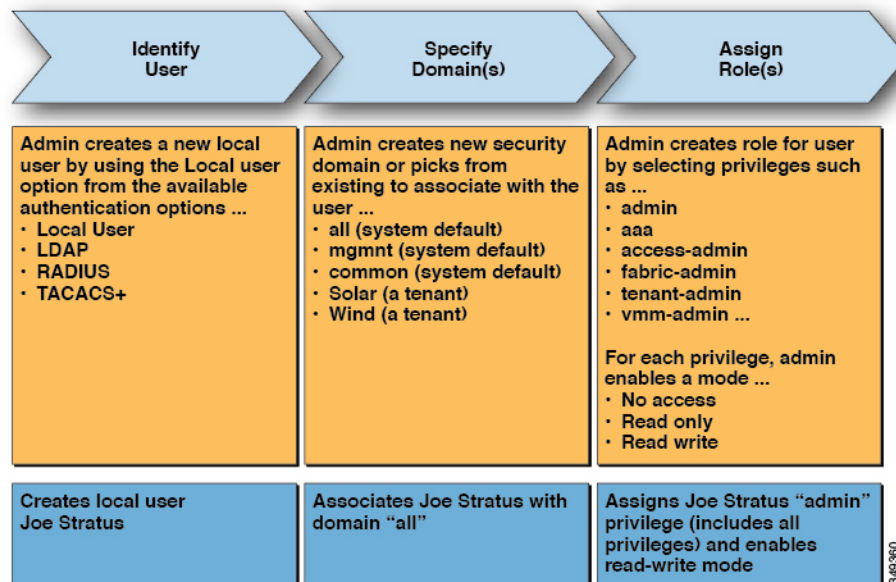 Identify
User
Specify
Domain(s)
Assign
Role(s)
Admin creates a new local
user by using the Local user
option from the available
authentication options ...
• Local User
• LDAP
• RADIUS
• TACACS+
Admin creates new security
domain or picks from
existing to associate with the
user ...
• all (system default)
• mgmnt (system default)
• common (system default)
• Solar (a tenant)
• Wind (a tenant)
Admin creates role for user
by selecting privileges such
as ...
• admin
• aaa
• access-admin
• fabric-admin
• tenant-admin
• vmm-admin ...
For each privilege, admin
enables a mode ...
• No access
• Read only
• Read write
Creates local user
Joe Stratus
Associates Joe Stratus with
domain “all”
Assigns Joe Stratus “admin”
privilege (includes all
privileges) and enables
read-write mode